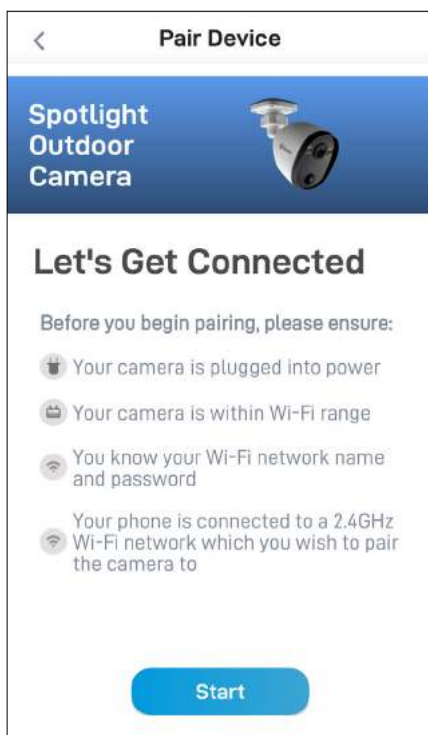 Pair Device
Spotlight
Outdoor
Camera
Let's Get Connected
Before you begin pairing, please ensure:
Your camera is plugged into power
Your camera is within Wi-Fi range
You know your Wi-Fi network name
and password
Your phone is connected to a 2.4GHz
Wi-Fi network which you wish to pair
the camera to
Start